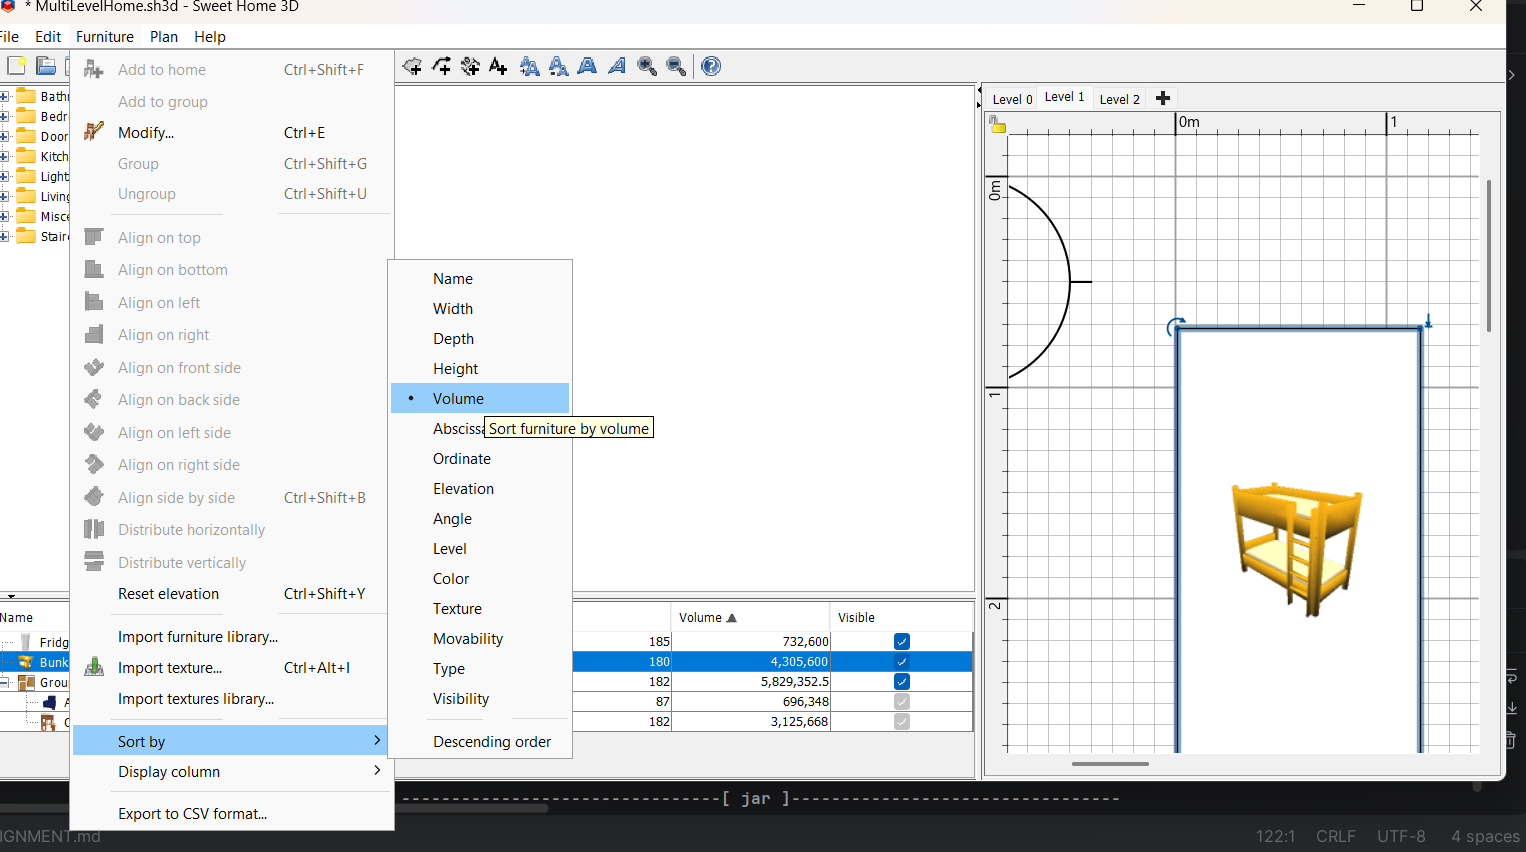 * MultiLevelHome.sh3d - Sweet Home 3D
File Edit Furniture Plan Help
Add to home Ctrl+Shift+F
Add to group
Modify... Ctrl+E
Group Ctrl+Shift+G
Ungroup Ctrl+Shift+U
Align on top
Align on bottom
Align on left
Align on right
Align on front side
Align on back side
Align on left side
Align on right side
Align side by side Ctrl+Shift+B
Distribute horizontally
Distribute vertically
Reset elevation Ctrl+Shift+Y
Import furniture library...
Import texture... Ctrl+Alt+I
Import textures library...
Sort by
Display column
Export to CSV format...
Bathr
Bedr
Door
Kitch
Light
Living
Misce
Stairc
Name
Width
Depth
Height
Volume
Abscissa
Sort furniture by volume
Ordinate
Elevation
Angle
Level
Color
Texture
Movability
Type
Visibility
Descending order
Name Volume Visible
Fridg 185 732,600
Bunk 180 4,305,600
Grou 182 5,829,352.5
A 87 696,348
C 182 3,125,668
Level 0 Level 1 Level 2
0m 1
0m
1
2
------------------------------[ jar ]-------------------------------
IGNMENT.md 122:1 CRLF UTF-8 4 spaces